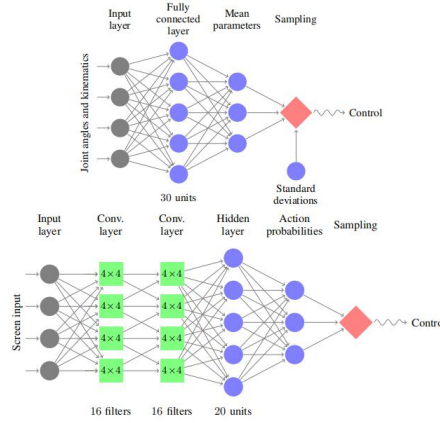 Input
layer
Fully
connected
layer
Mean
parameters
Sampling
Joint angles and kinematics
Control
30 units
Standard
deviations
Input
layer
Conv.
layer
Conv.
layer
Hidden
layer
Action
probabilities
Sampling
Screen input
4×4 4×4
4×4 4×4
4×4 4×4
4×4 4×4
Control
16 filters 16 filters 20 units